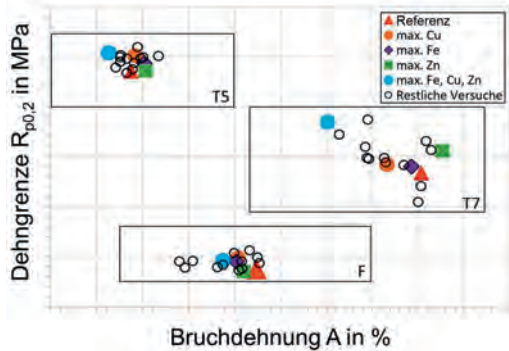 Dehngrenze Rp0,2 in MPa
Referenz
max. Cu
max. Fe
max. Zn
max. Fe, Cu, Zn
Restliche Versuche
T5
T7
F
Bruchdehnung A in %